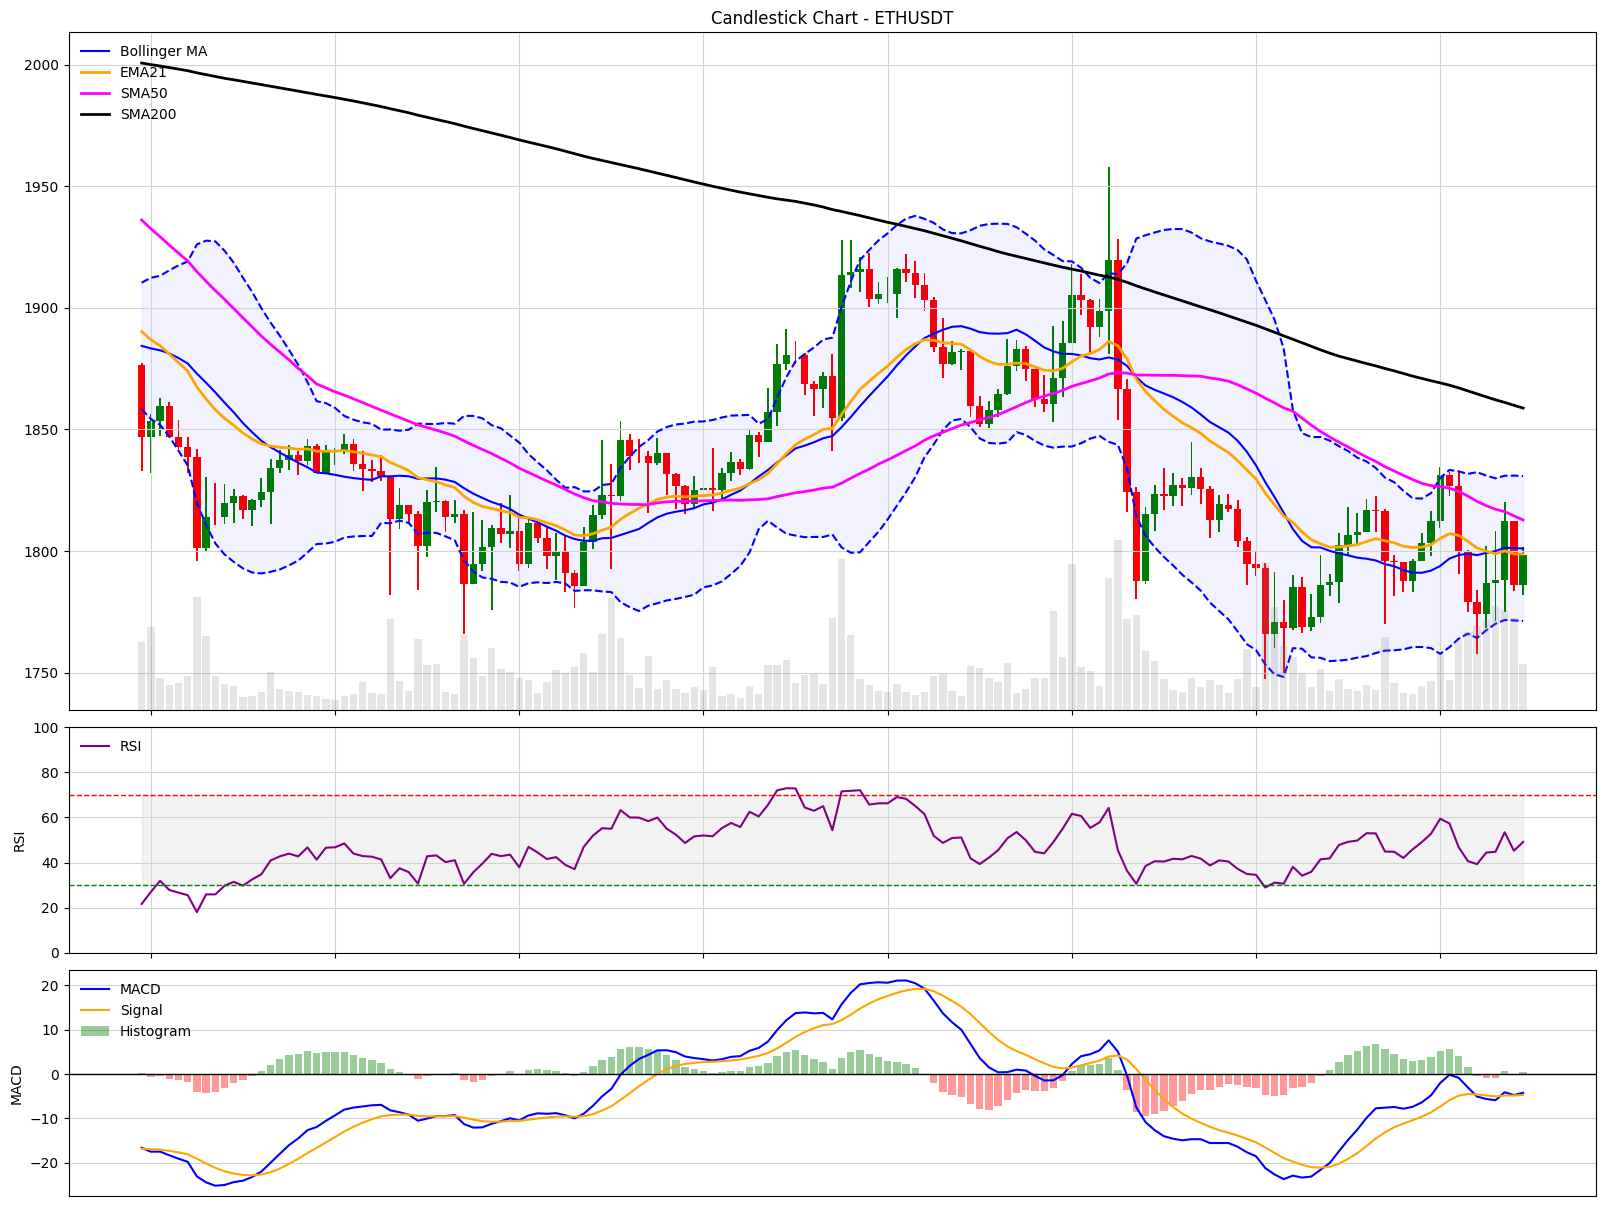 Candlestick Chart - ETHUSDT
Bollinger MA
EMA21
SMA50
SMA200
2000
1950
1900
1850
1800
1750
100
80
60
40
20
0
RSI
RSI
20
10
0
−10
−20
MACD
MACD
Signal
Histogram